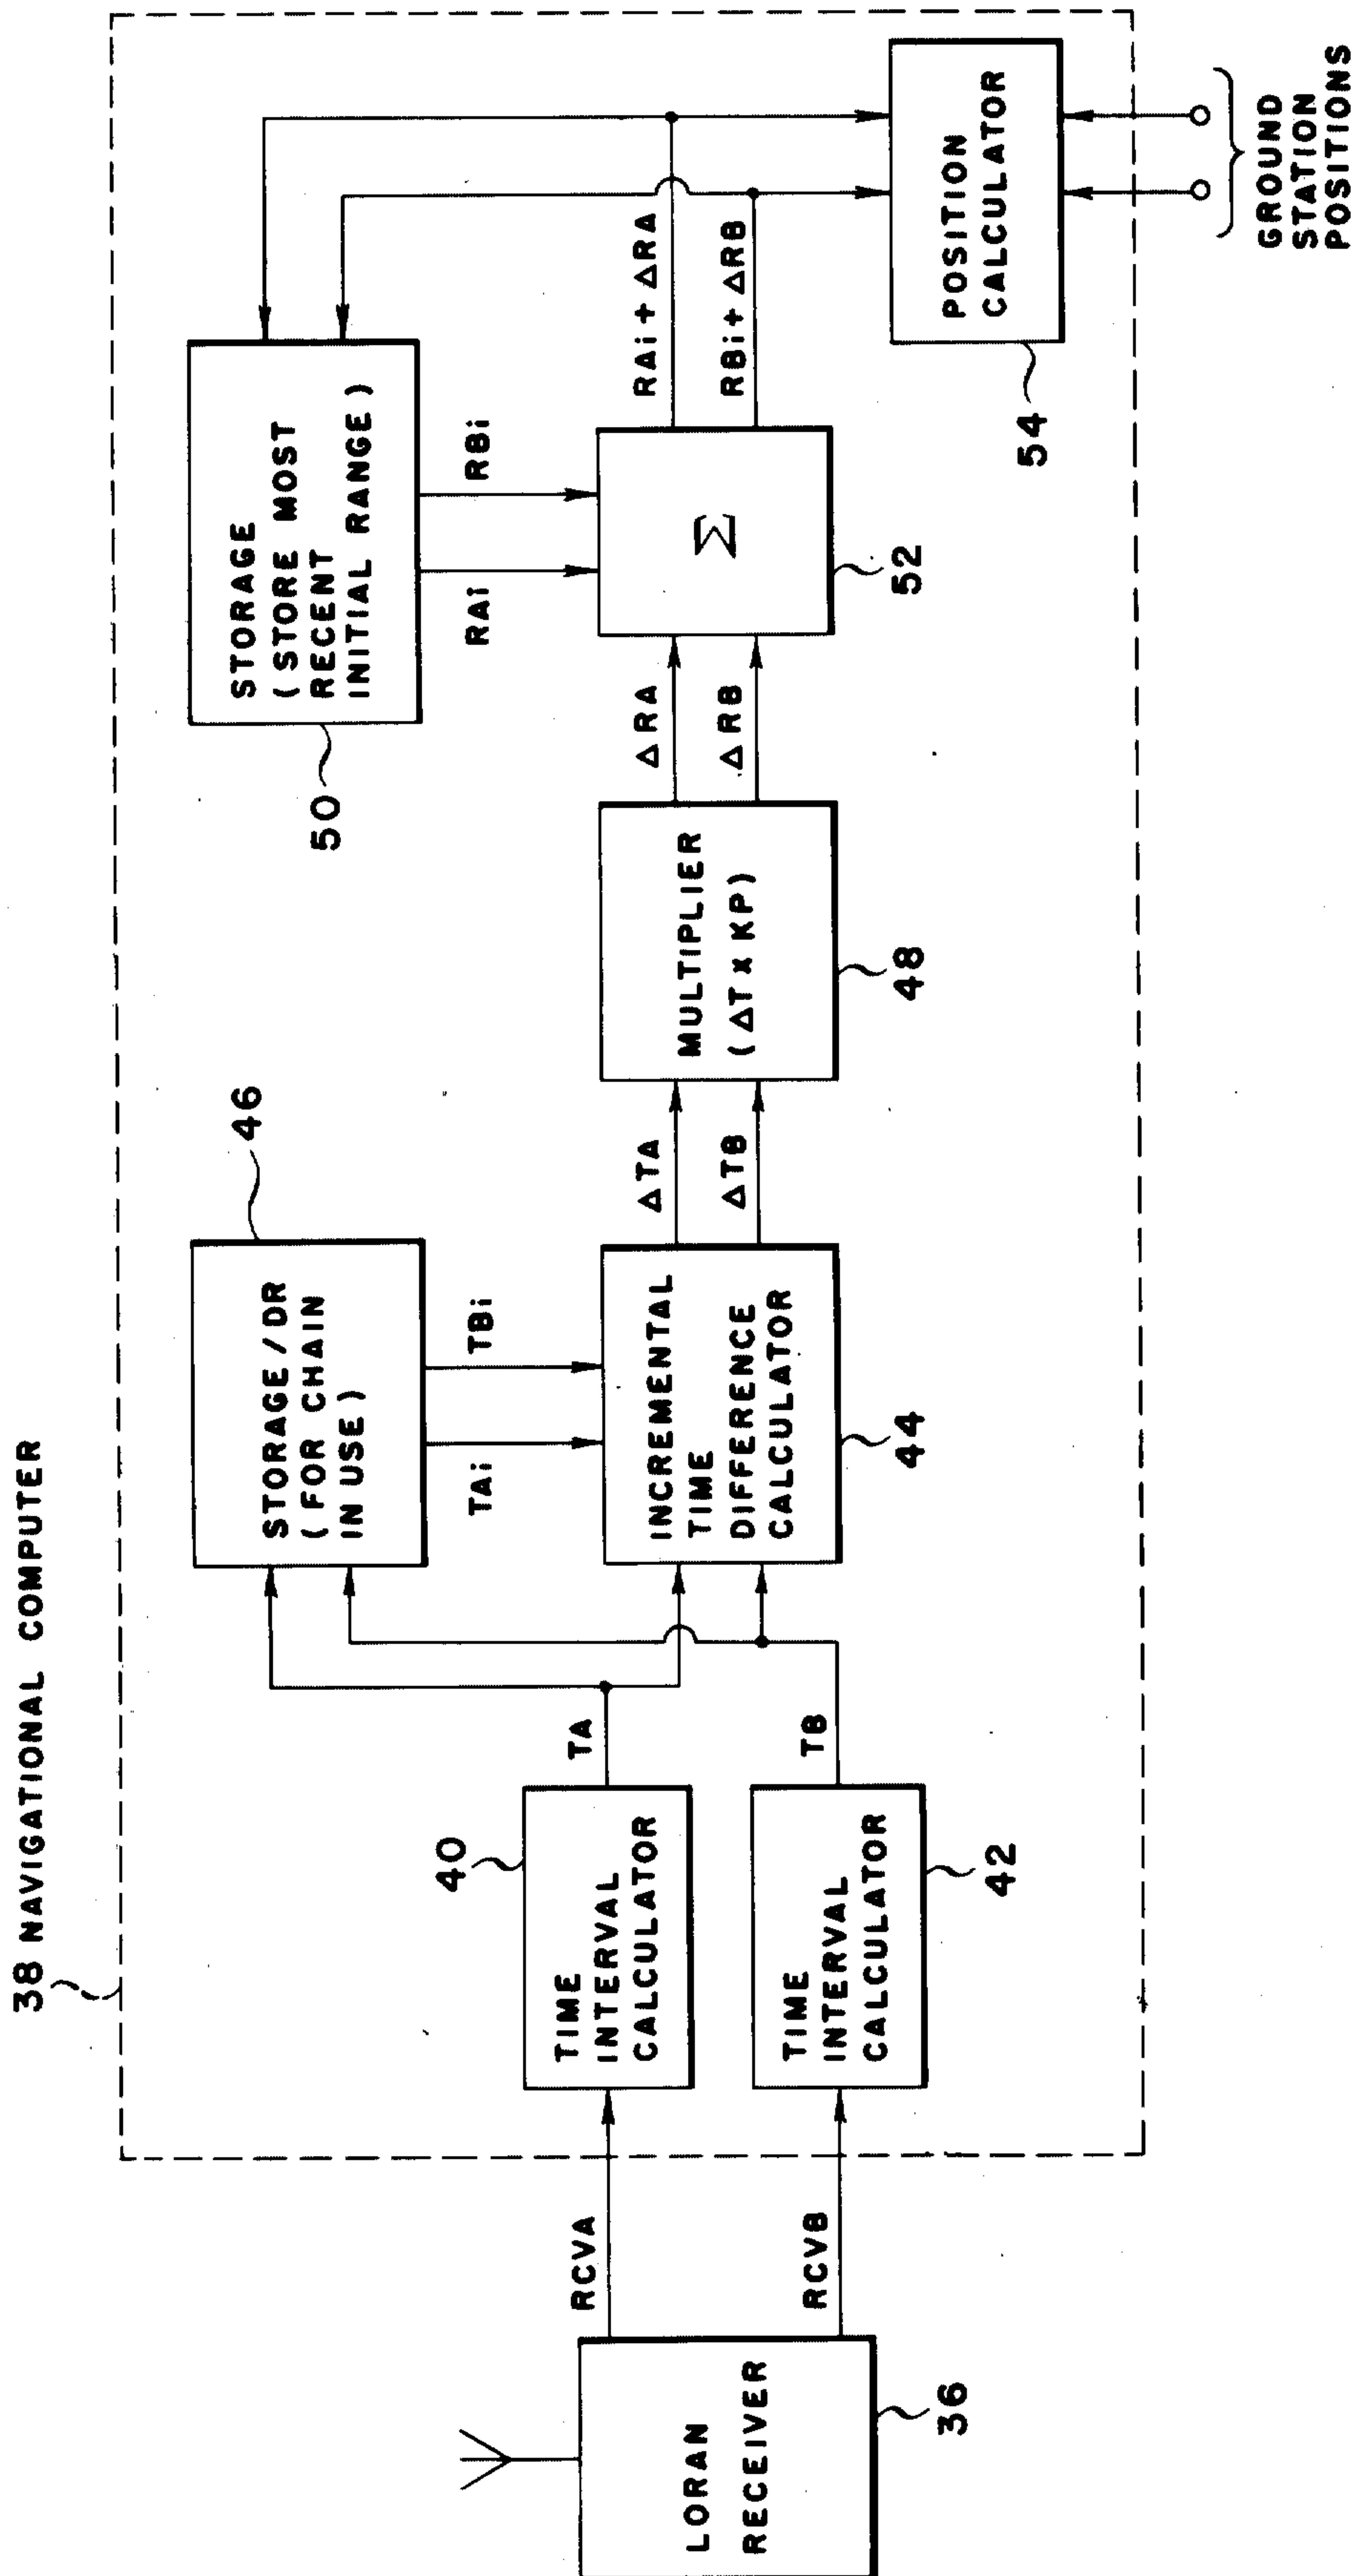 38 NAVIGATIONAL COMPUTER
LORAN
RECEIVER
36
RCVA
RCVB
40
TIME
INTERVAL
CALCULATOR
TIME
INTERVAL
CALCULATOR
42
TA
TB
46
STORAGE/DR
(FOR CHAIN
IN USE)
TAi
TBi
INCREMENTAL
TIME
DIFFERENCE
CALCULATOR
44
ΔTA
ΔTB
MULTIPLIER
(ΔT x KP)
48
ΔRA
ΔRB
STORAGE
(STORE MOST
RECENT
INITIAL RANGE)
50
RAi
RBi
Σ
52
RAi + ΔRA
RBi + ΔRB
POSITION
CALCULATOR
54
GROUND
STATION
POSITIONS